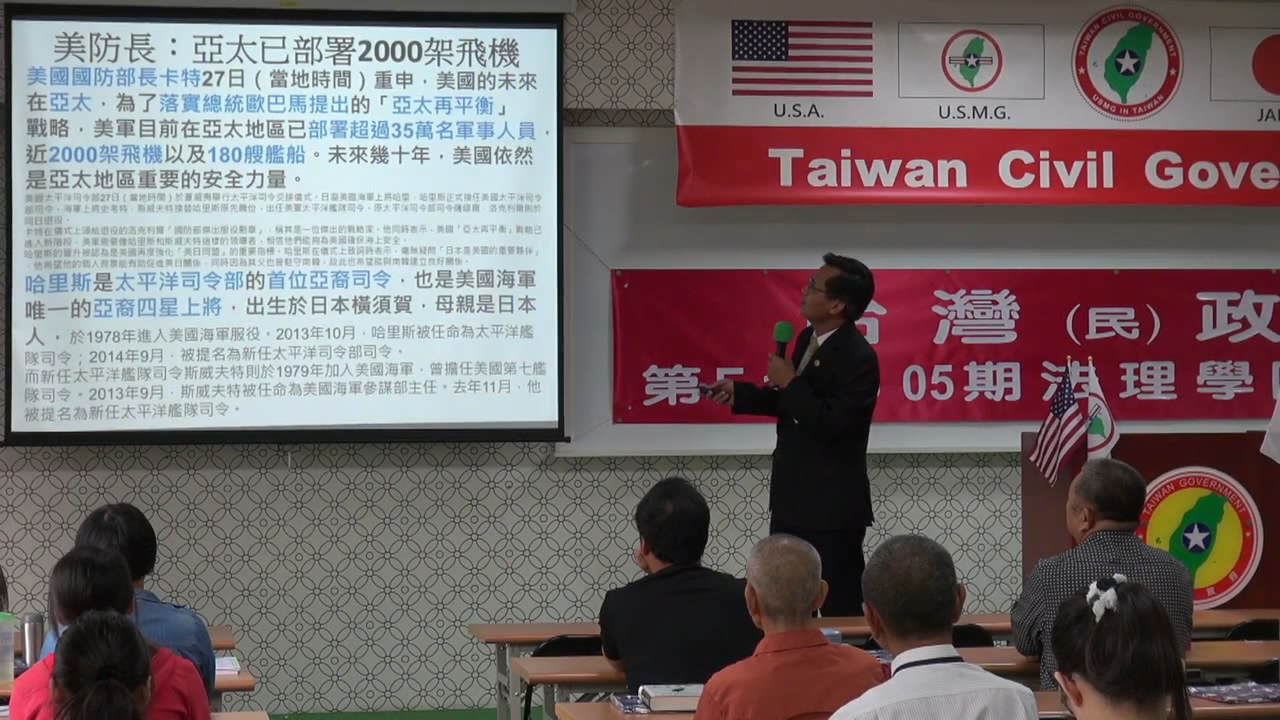 美防長：亞太已部署2000架飛機
美國國防部長卡特27日（當地時間）重申，美國的未來
在亞太，為了落實總統歐巴馬提出的「亞太再平衡」
戰略，美軍目前在亞太地區已部署超過35萬名軍事人員，
近2000架飛機以及180艘艦船。未來幾十年，美國依然
是亞太地區重要的安全力量。
同日退役。
哈里斯是太平洋司令部的首位亞裔司令，也是美國海軍
唯一的亞裔四星上將，出生於日本橫須賀，母親是日本
人，於1978年進入美國海軍服役。2013年10月，哈里斯被任命為太平洋艦
隊司令；2014年9月，被提名為新任太平洋司令部司令。
而新任太平洋艦隊司令斯威夫特則於1979年加入美國海軍，曾擔任美國第七艦
隊司令。2013年9月，斯威夫特被任命為美國海軍參謀部主任。去年11月，他
被提名為新任太平洋艦隊司令。
U.S.A.
U.S.M.G.
TAIWAN CIVIL GOVERNMENT
USMG IN TAIWAN
JA
Taiwan Civil Gove
台灣（民）政
第5
05期法理學
TAIWAN GOVERNMENT